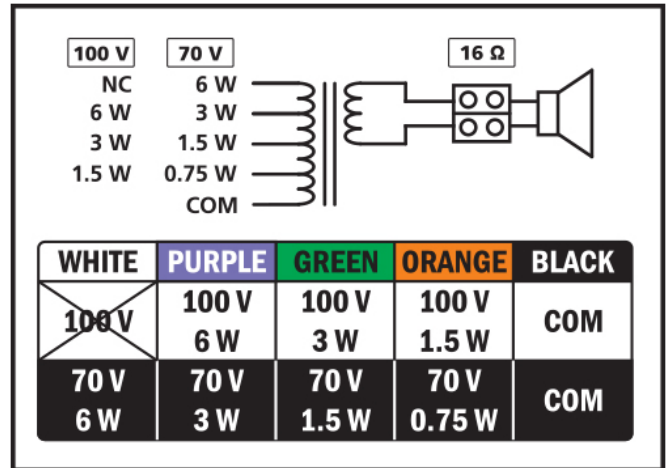 100 V 70 V 16 Ω
NC 6 W
6 W 3 W
3 W 1.5 W
1.5 W 0.75 W
COM
WHITE PURPLE GREEN ORANGE BLACK
100 V 100 V 100 V 100 V COM
6 W 3 W 1.5 W
70 V 70 V 70 V 70 V COM
6 W 3 W 1.5 W 0.75 W